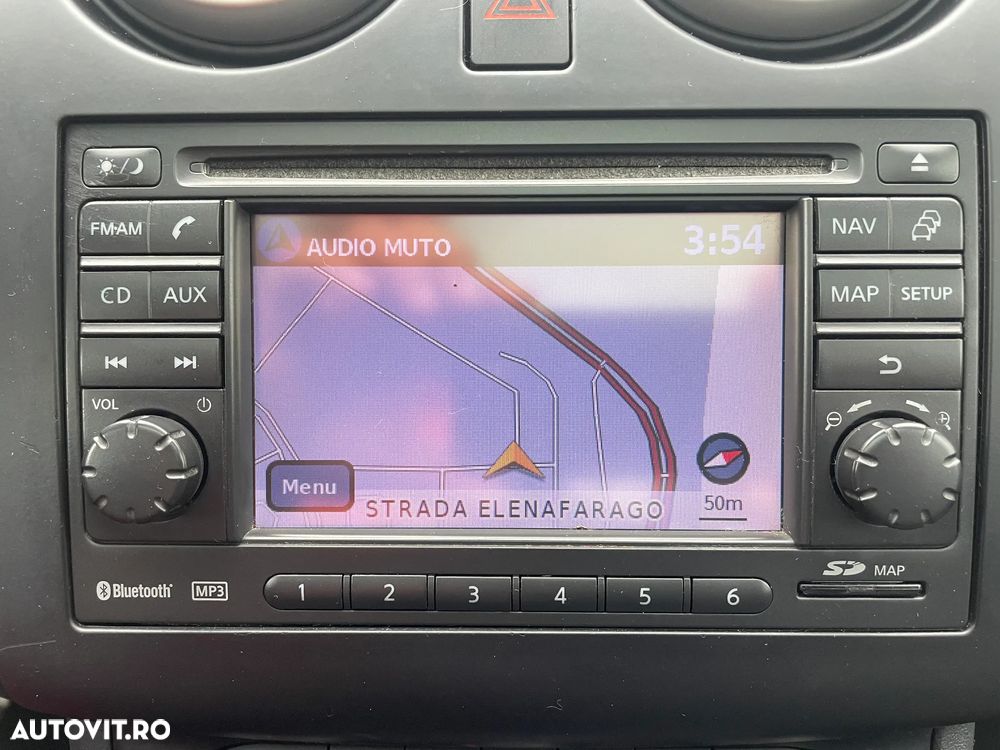 FM•AM
CD
AUX
VOL
AUDIO MUTO
3:54
Menu
STRADA ELENAFARAGO
50m
NAV
MAP
SETUP
Bluetooth®
MP3
1 2 3 4 5 6
SD MAP
AUTOVIT.RO